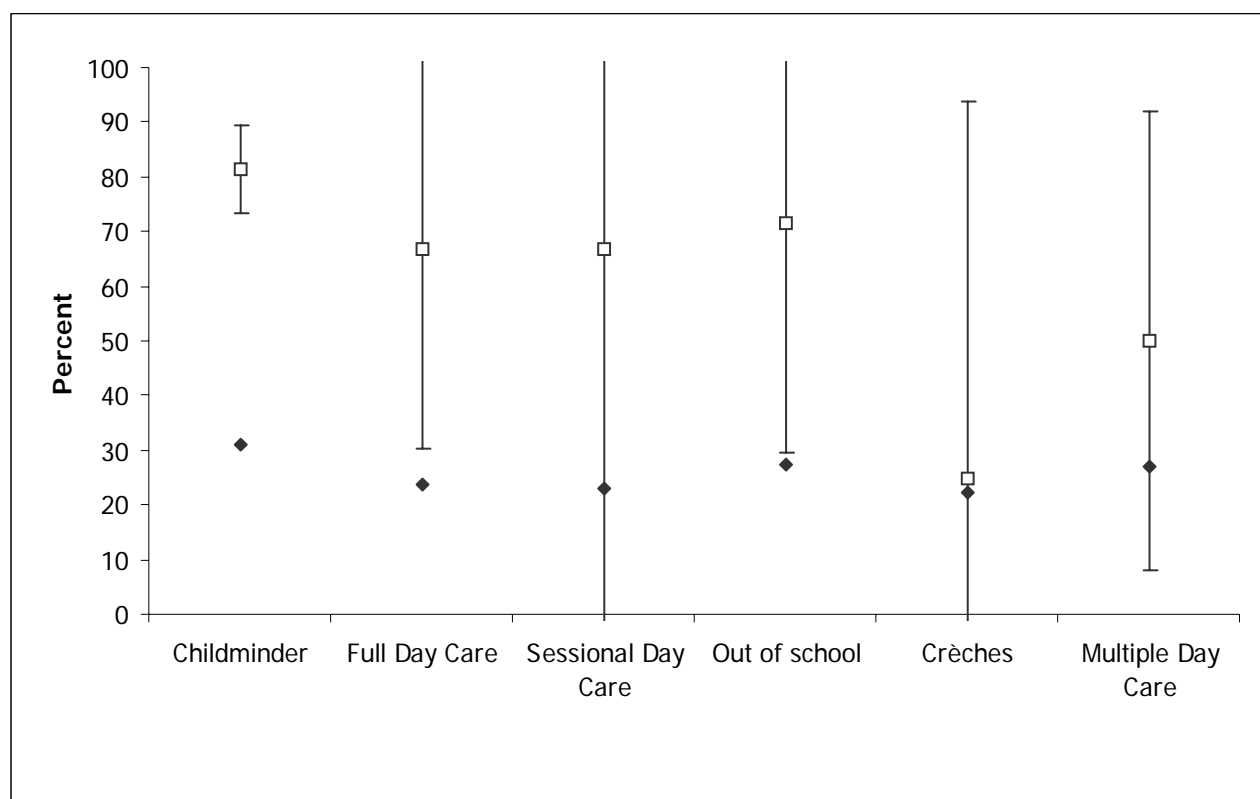 100
90
80
70
60
50
40
30
20
10
0
Percent
Childminder
Full Day Care
Sessional Day
Care
Out of school
Crèches
Multiple Day
Care